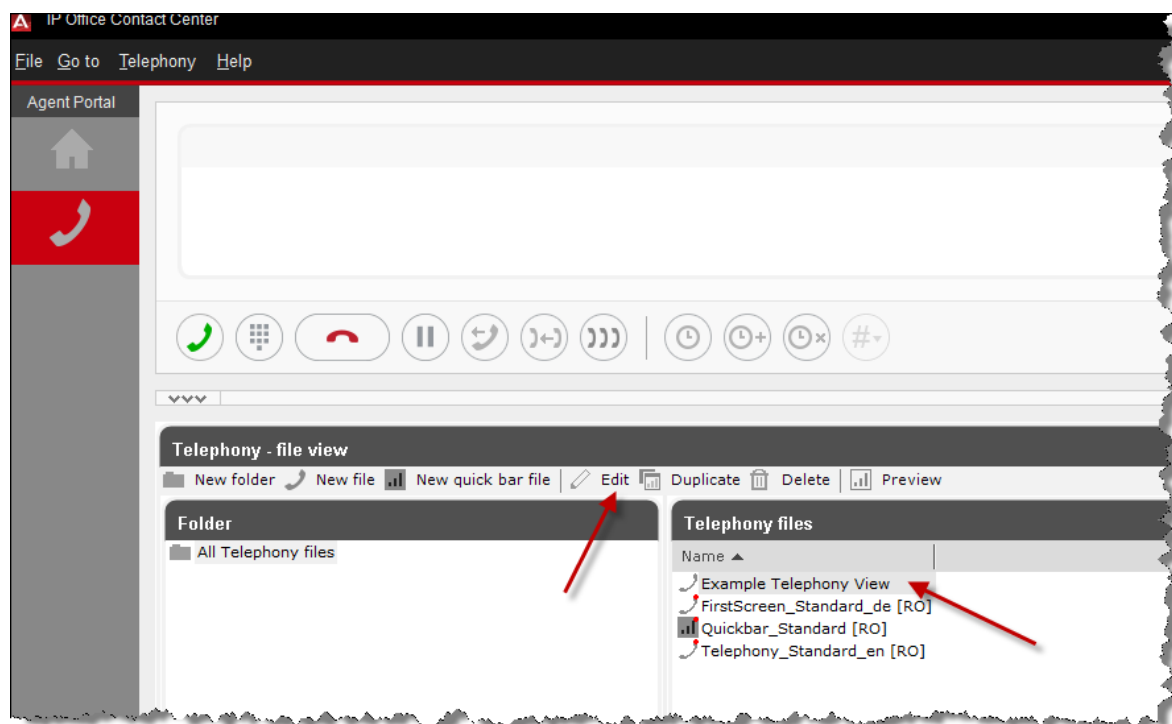 IP Office Contact Center
File Go to Telephony Help
Agent Portal
Telephony - file view
New folder New file New quick bar file Edit Duplicate Delete Preview
Folder
Telephony files
All Telephony files
Name
Example Telephony View
FirstScreen_Standard_de [RO]
Quickbar_Standard [RO]
Telephony_Standard_en [RO]